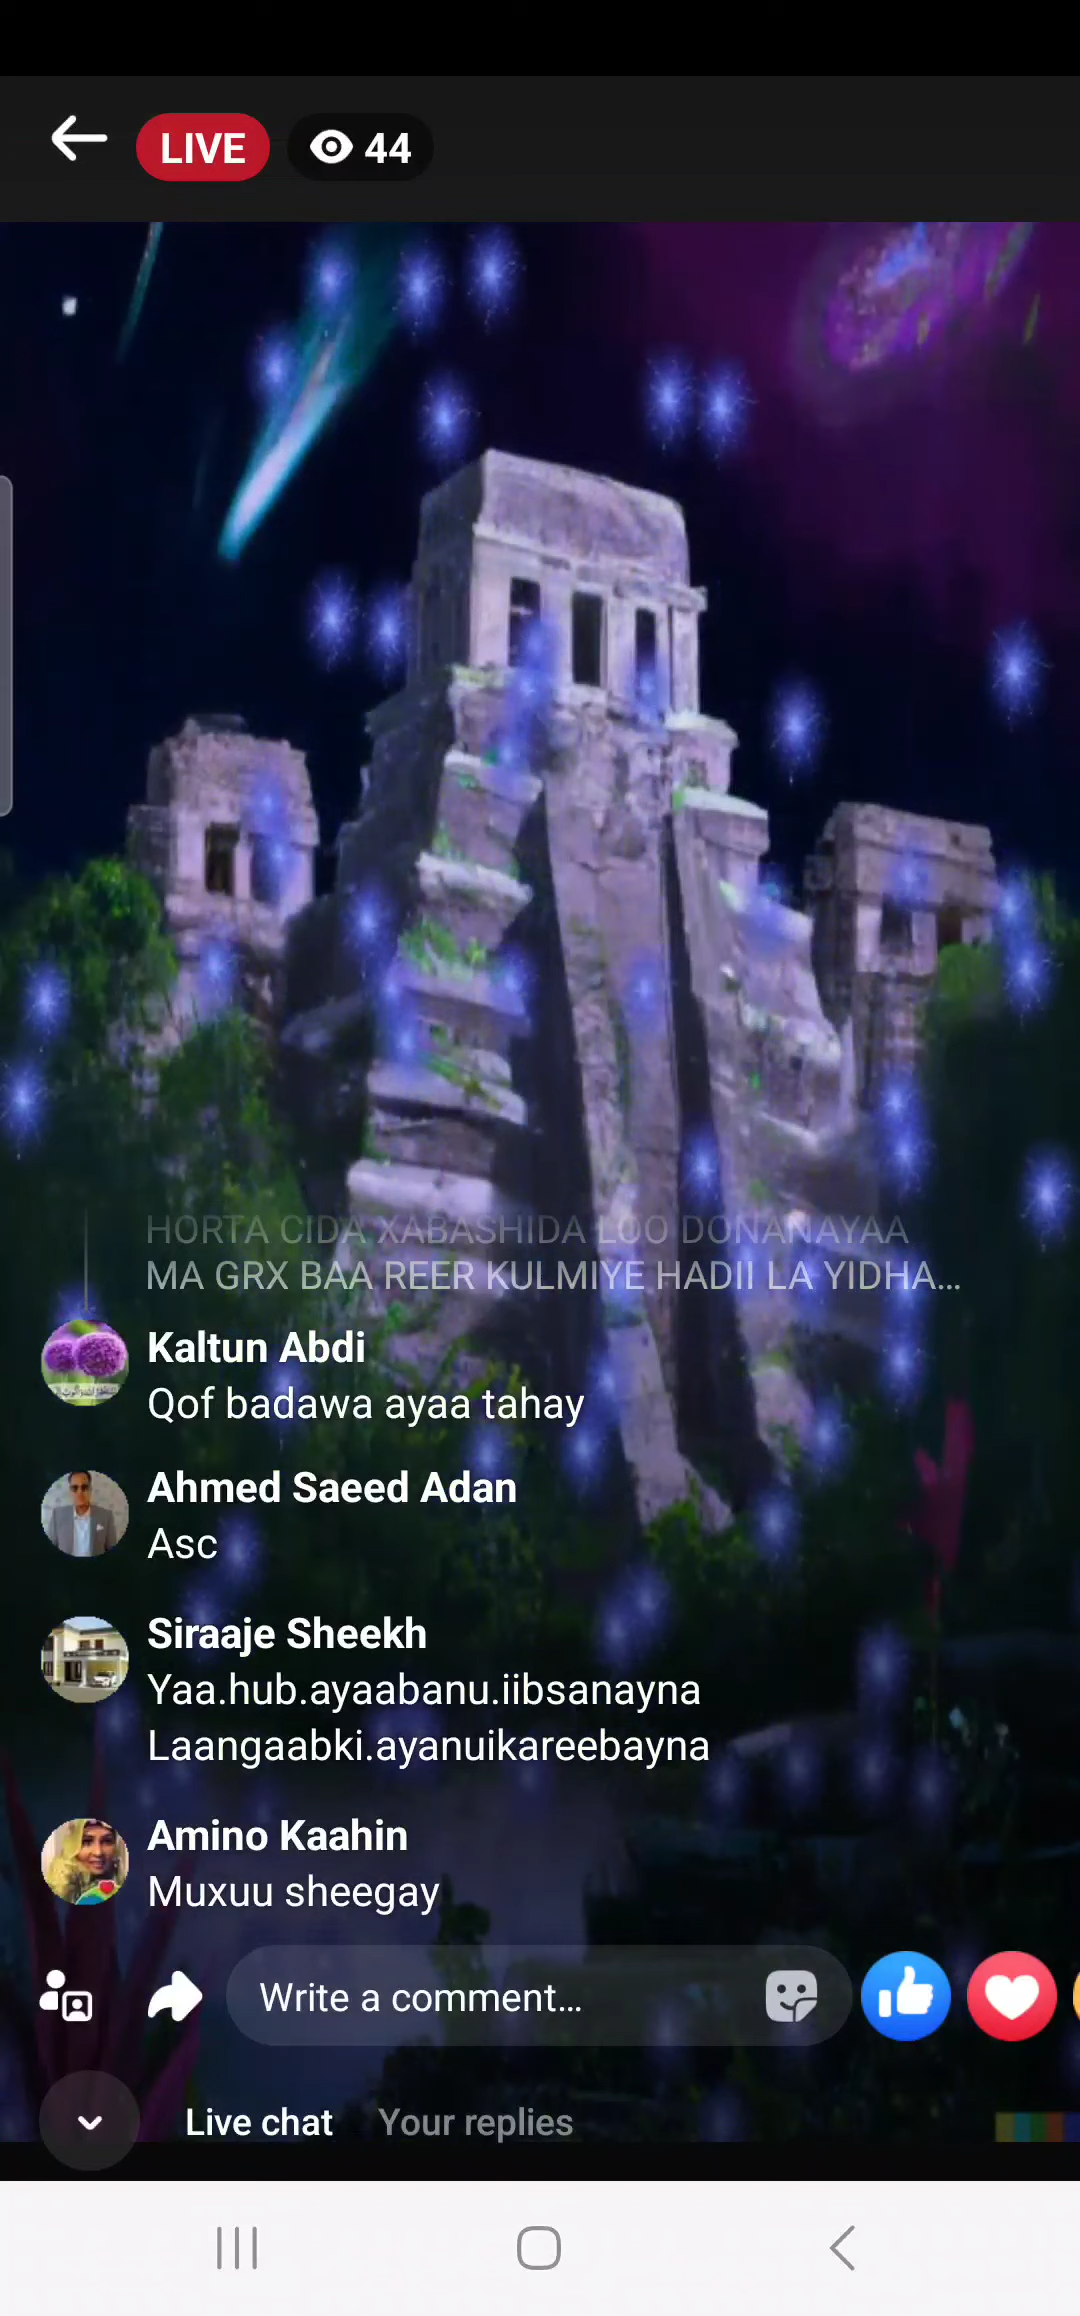 LIVE
44
HORTA CIDA XABASHIDA LOO DONANAYAA
MA GRX BAA REER KULMIYE HADII LA YIDHA...
Kaltun Abdi
Qof badawa ayaa tahay
Ahmed Saeed Adan
Asc
Siraaje Sheekh
Yaa.hub.ayaabanu.iibsanayna
Laangaabki.ayanuikareebayna
Amino Kaahin
Muxuu sheegay
Write a comment...
Live chat
Your replies